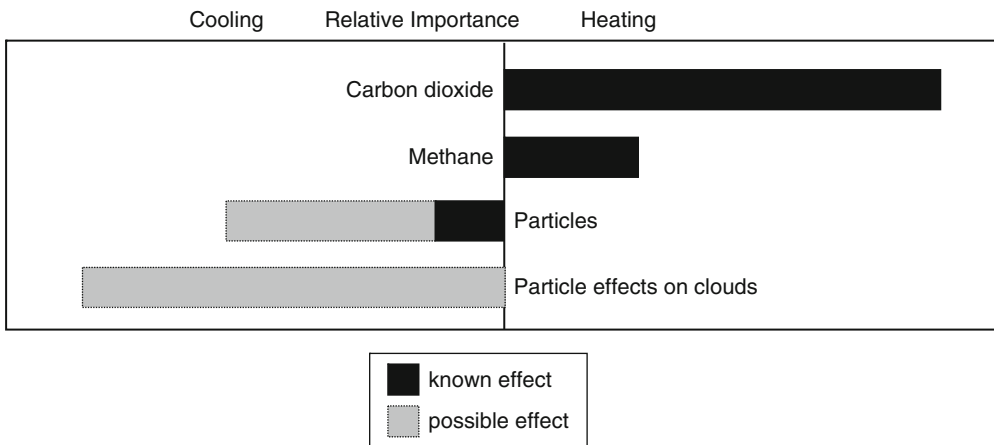 Cooling Relative Importance Heating
Carbon dioxide
Methane
Particles
Particle effects on clouds
known effect
possible effect